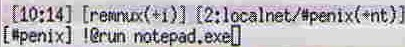 [10:14] [remnux(+i)] [2:localnet/#penix(+nt)]
[#penix] !@run notepad.exe